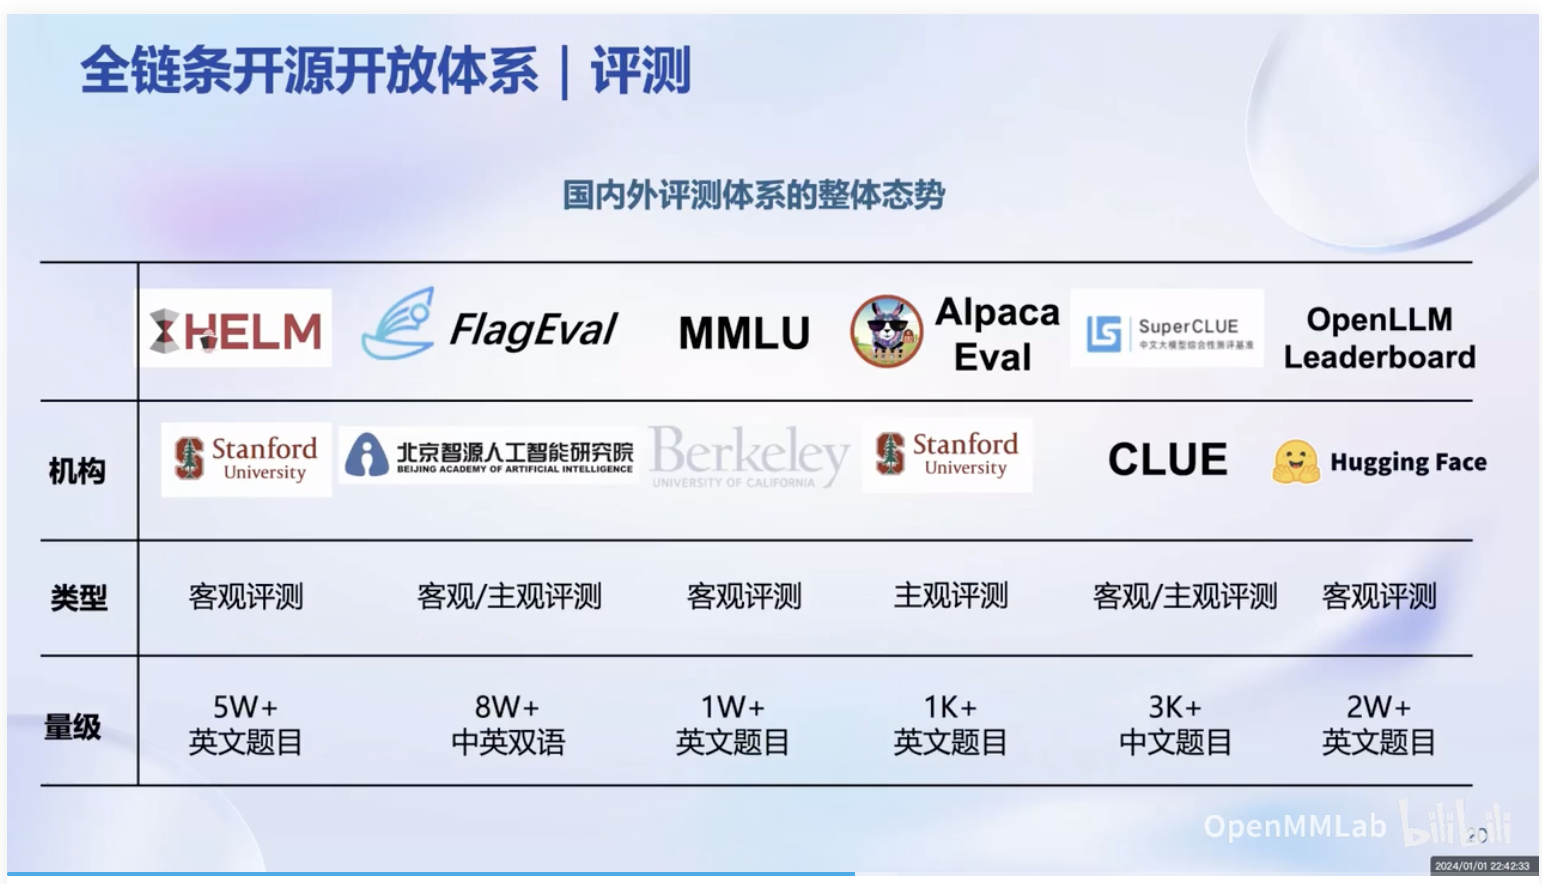 全链条开源开放体系 | 评测
国内外评测体系的整体态势
HELM
FlagEval
MMLU
Alpaca
Eval
SuperCLUE
中文大模型综合性测评基准
OpenLLM
Leaderboard
机构
Stanford
University
北京智源人工智能研究院
BEIJING ACADEMY OF ARTIFICIAL INTELLIGENCE
Berkeley
UNIVERSITY OF CALIFORNIA
Stanford
University
CLUE
Hugging Face
类型
客观评测
客观/主观评测
客观评测
主观评测
客观/主观评测
客观评测
量级
5W+
英文题目
8W+
中英双语
1W+
英文题目
1K+
英文题目
3K+
中文题目
2W+
英文题目
OpenMMLab
bilibili
20
2024/01/01 22:42:33